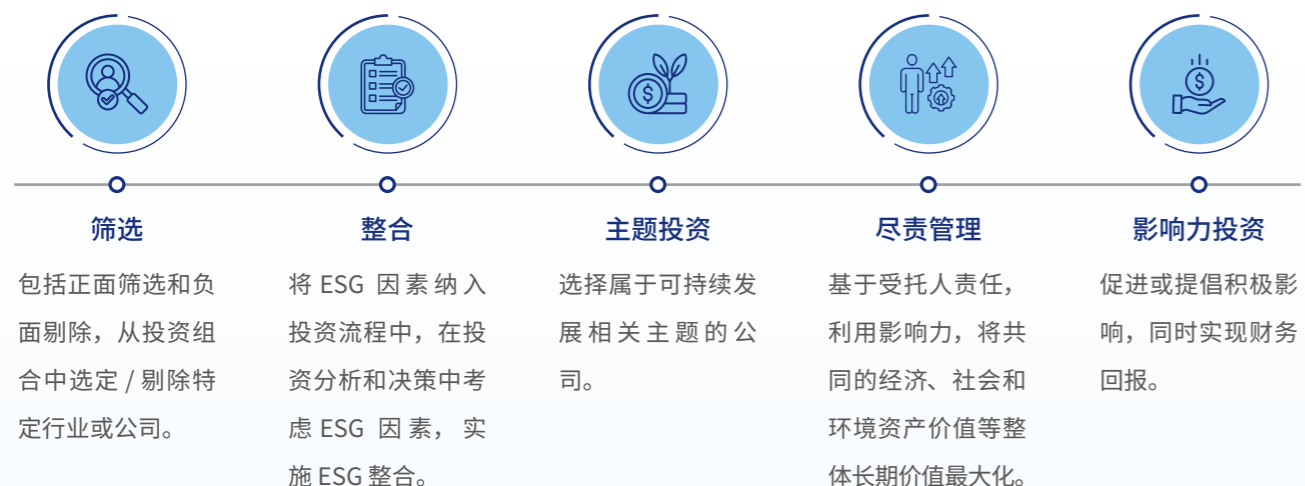 筛选
包括正面筛选和负
面剔除，从投资组
合中选定 / 剔除特
定行业或公司。
整合
将 ESG 因素纳入
投资流程中，在投
资分析和决策中考
虑 ESG 因素，实
施 ESG 整合。
主题投资
选择属于可持续发
展相关主题的公
司。
尽责管理
基于受托人责任，
利用影响力，将共
同的经济、社会和
环境资产价值等整
体长期价值最大化。
影响力投资
促进或提倡积极影
响，同时实现财务
回报。